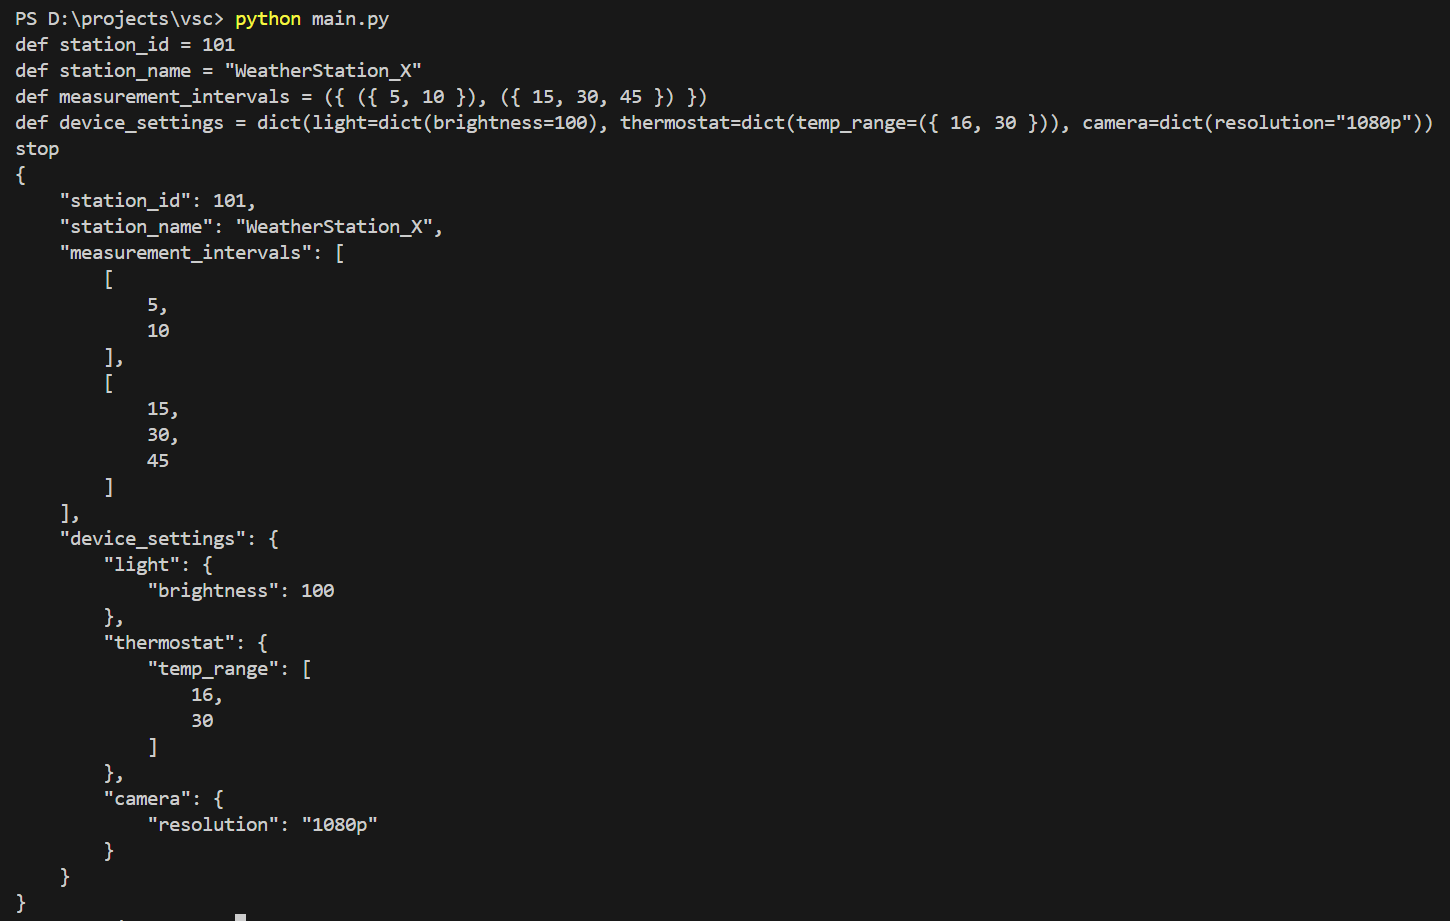 PS D:\projects\vsc> python main.py
def station_id = 101
def station_name = "WeatherStation_X"
def measurement_intervals = ({ ({ 5, 10 }), ({ 15, 30, 45 }) })
def device_settings = dict(light=dict(brightness=100), thermostat=dict(temp_range=({ 16, 30 })), camera=dict(resolution="1080p"))
stop
{
    "station_id": 101,
    "station_name": "WeatherStation_X",
    "measurement_intervals": [
        [
            5,
            10
        ],
        [
            15,
            30,
            45
        ]
    ],
    "device_settings": {
        "light": {
            "brightness": 100
        },
        "thermostat": {
            "temp_range": [
                16,
                30
            ]
        },
        "camera": {
            "resolution": "1080p"
        }
    }
}